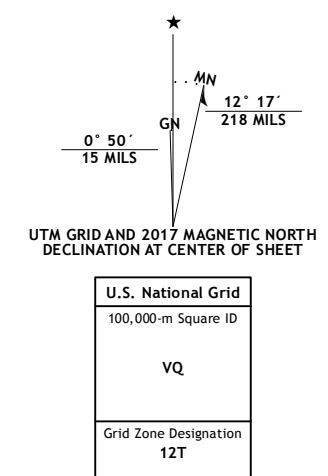 ★
MN
12° 17´
218 MILS
GN
0° 50´
15 MILS
UTM GRID AND 2017 MAGNETIC NORTH
DECLINATION AT CENTER OF SHEET
U.S. National Grid
100,000-m Square ID
VQ
Grid Zone Designation
12T